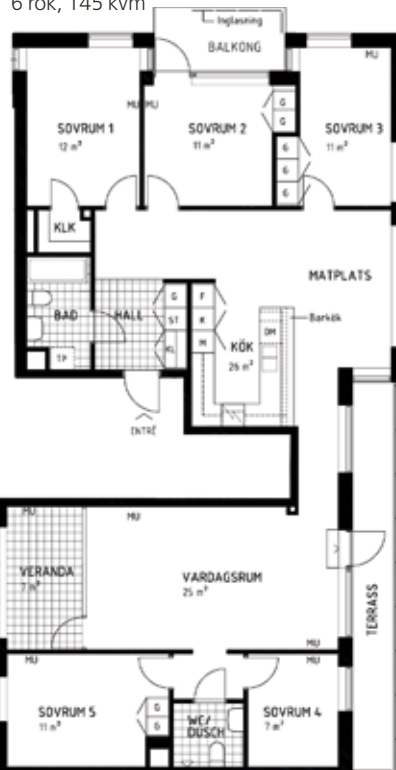 6 rok, 145 kvm
Inglasning
BALKONG
MU
MU MU
G
G
SOVRUM 1
12 m²
SOVRUM 2
11 m²
SOVRUM 3
11 m²
G
G
G
KLK
MATPLATS
BAD
HALL
G
ST
KL
F
K
M
KÖK
26 m²
DM
Barkök
TP
ENTRÉ
MU
MU
VERANDA
7 m²
VARDAGSRUM
25 m²
TERRASS
MU
MU
MU
SOVRUM 5
11 m²
G
G
WC/
DUSCH
SOVRUM 4
7 m²